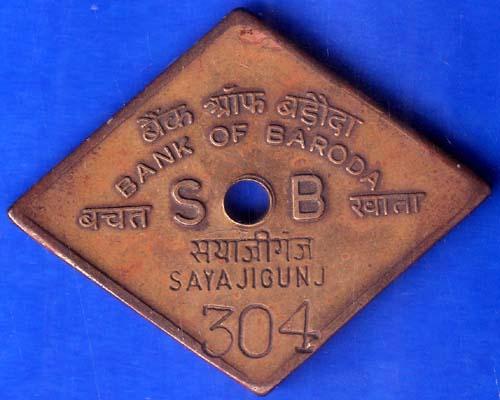 बैंक ऑफ बड़ौदा
BANK OF BARODA
बचत S B खाता
सयाजीगंज
SAYAJIGUNJ
304